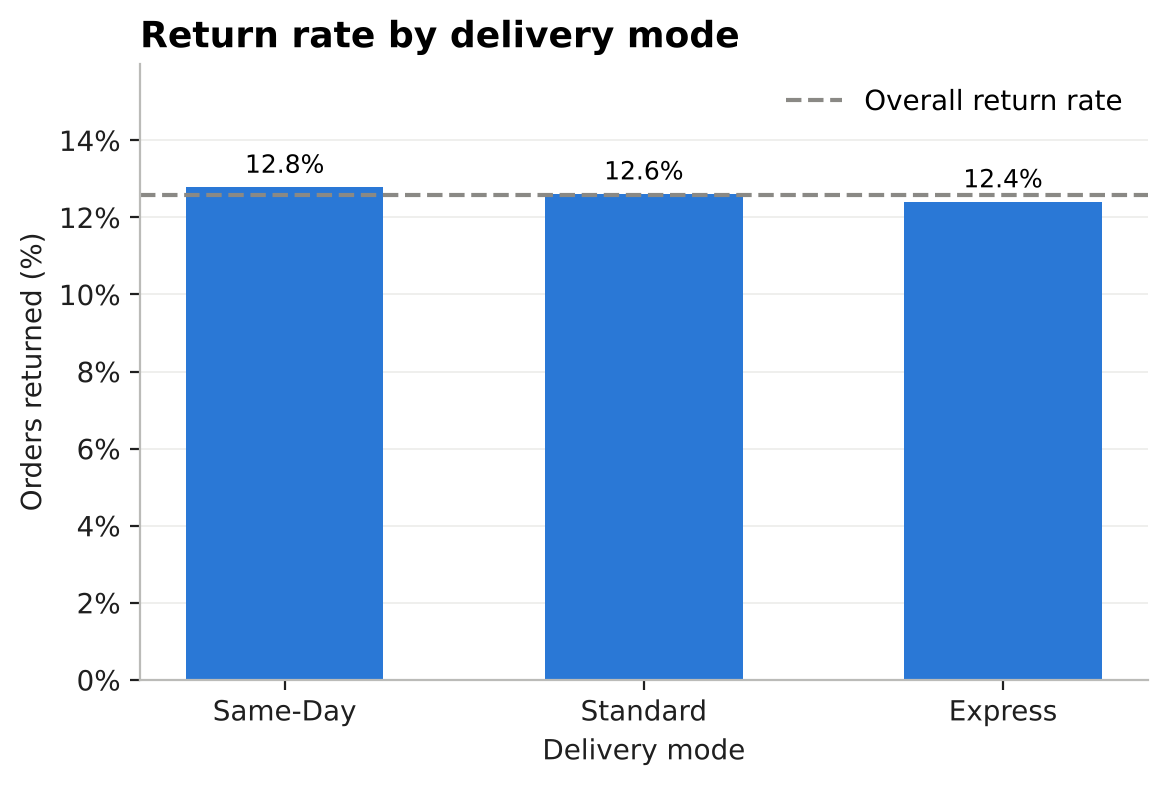 Return rate by delivery mode
Overall return rate
14%
12%
10%
8%
6%
4%
2%
0%
Orders returned (%)
12.8%
12.6%
12.4%
Same-Day
Standard
Express
Delivery mode